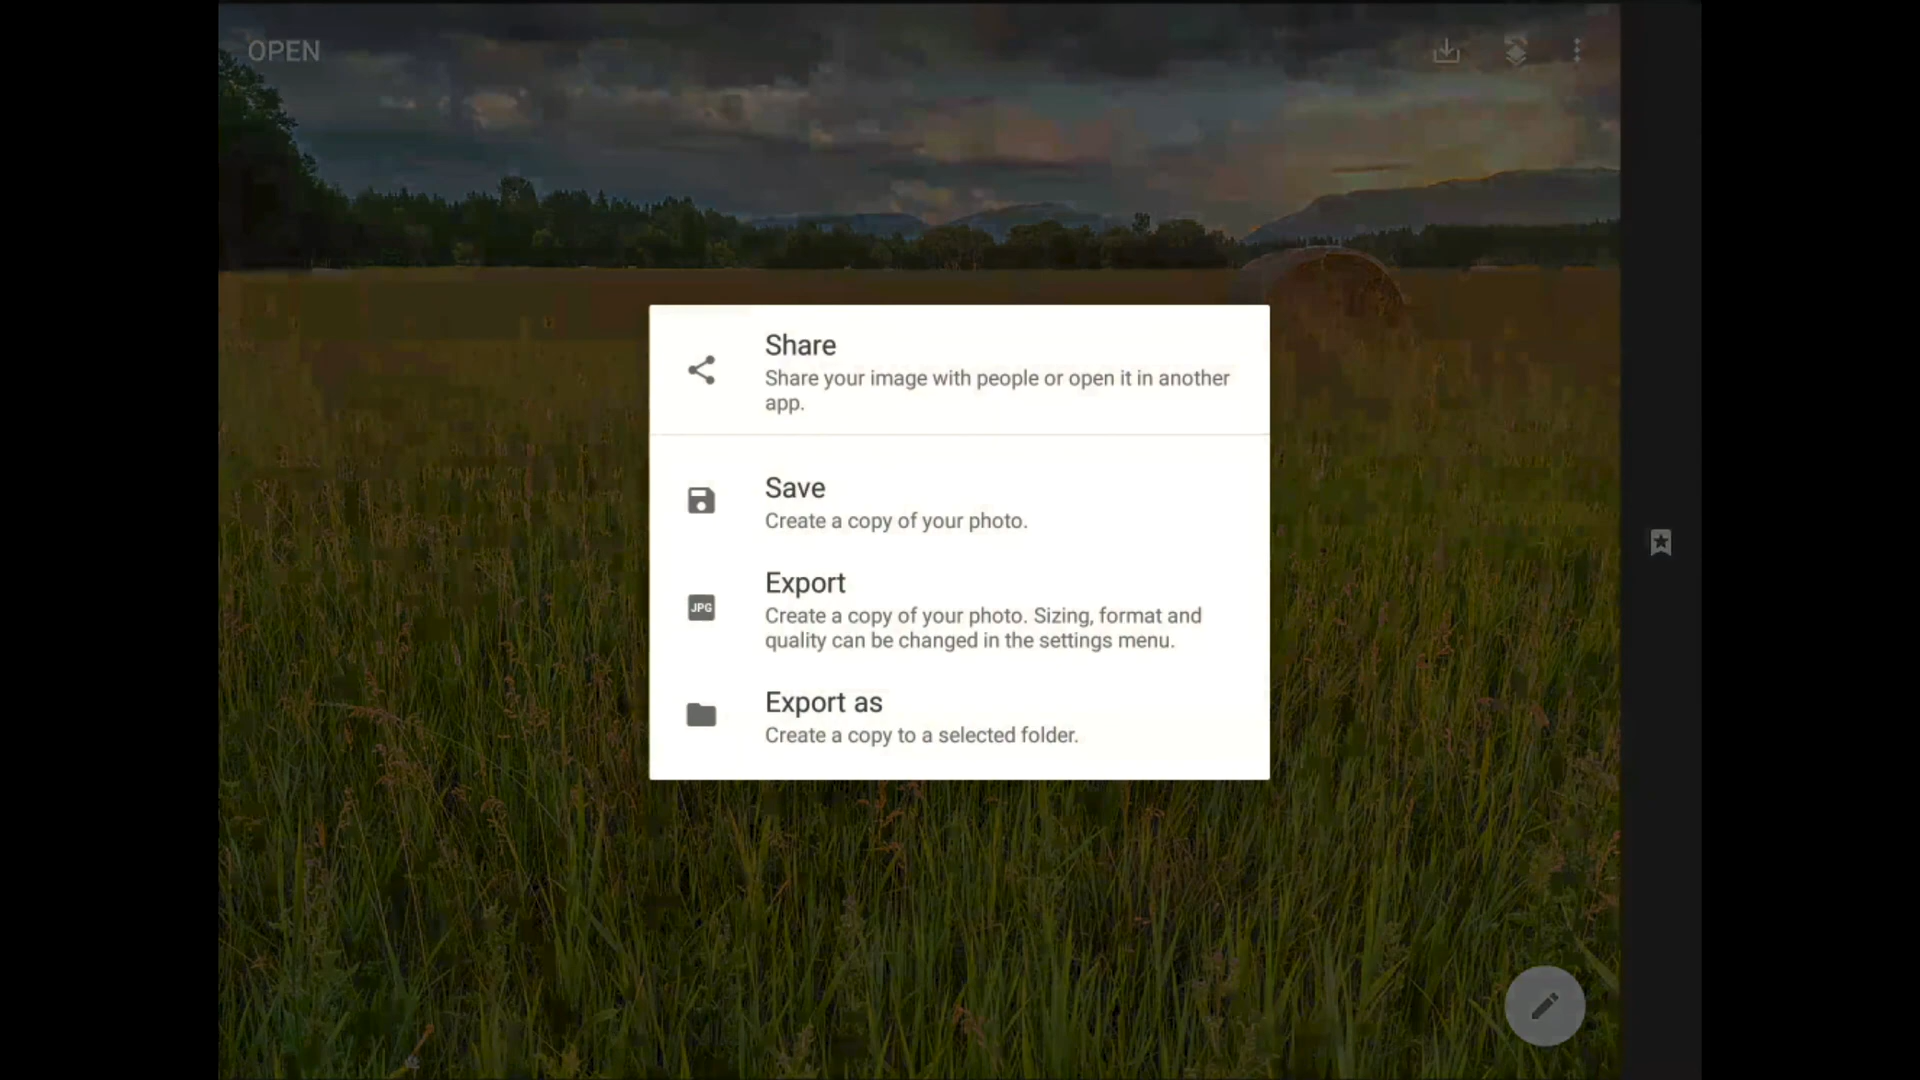 OPEN
Share
Share your image with people or open it in another
app.
Save
Create a copy of your photo.
JPG
Export
Create a copy of your photo. Sizing, format and
quality can be changed in the settings menu.
Export as
Create a copy to a selected folder.